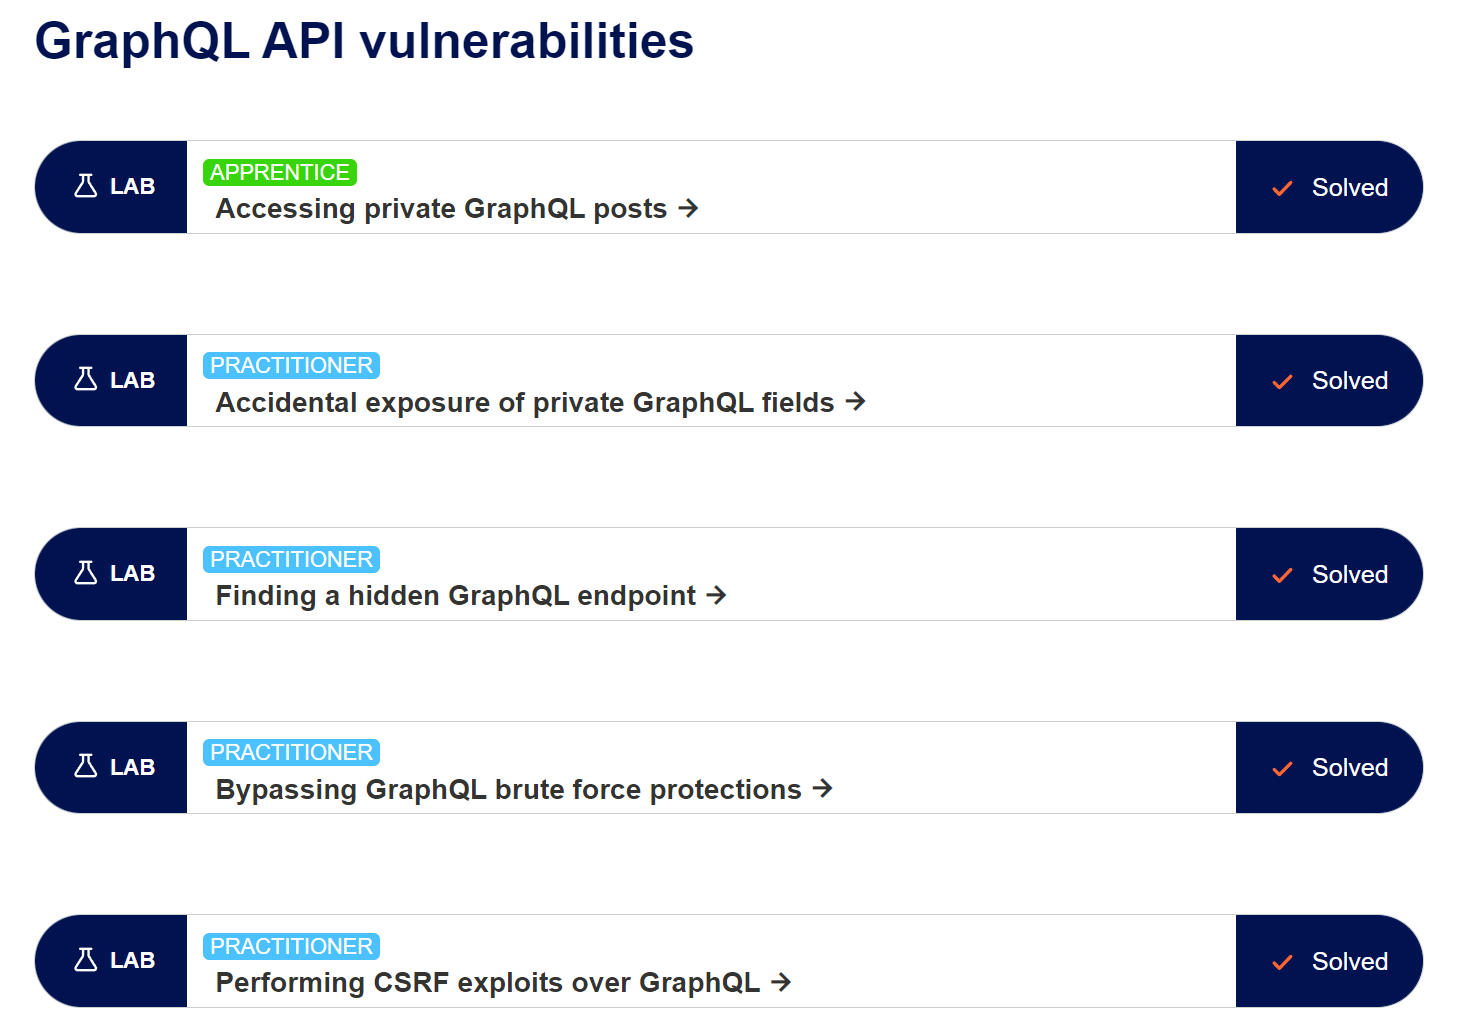 GraphQL API vulnerabilities
LAB
APPRENTICE
Accessing private GraphQL posts →
Solved
LAB
PRACTITIONER
Accidental exposure of private GraphQL fields →
Solved
LAB
PRACTITIONER
Finding a hidden GraphQL endpoint →
Solved
LAB
PRACTITIONER
Bypassing GraphQL brute force protections →
Solved
LAB
PRACTITIONER
Performing CSRF exploits over GraphQL →
Solved